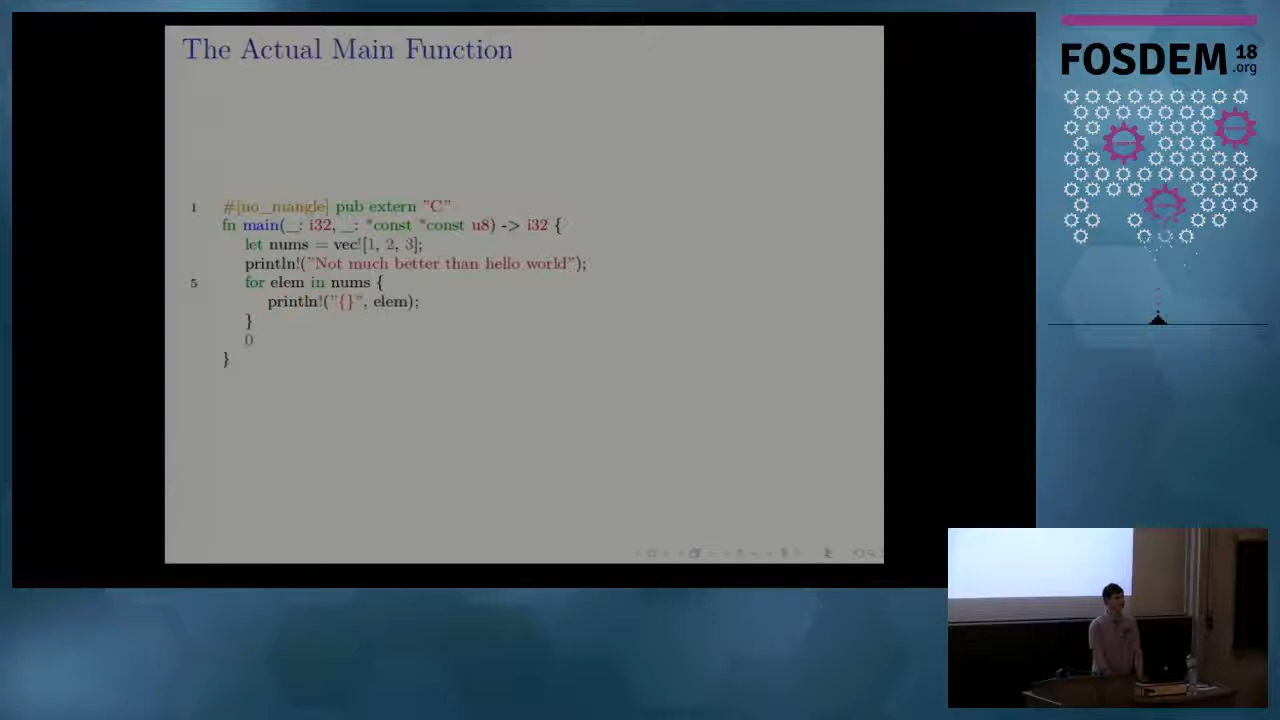 The Actual Main Function
1 #[no_mangle] pub extern "C"
fn main(_: i32, _: *const *const u8) -> i32 {
let nums = vec![1, 2, 3];
println!("Not much better than hello world");
5 for elem in nums {
println!("{}", elem);
}
0
}
FOSDEM 18
.org